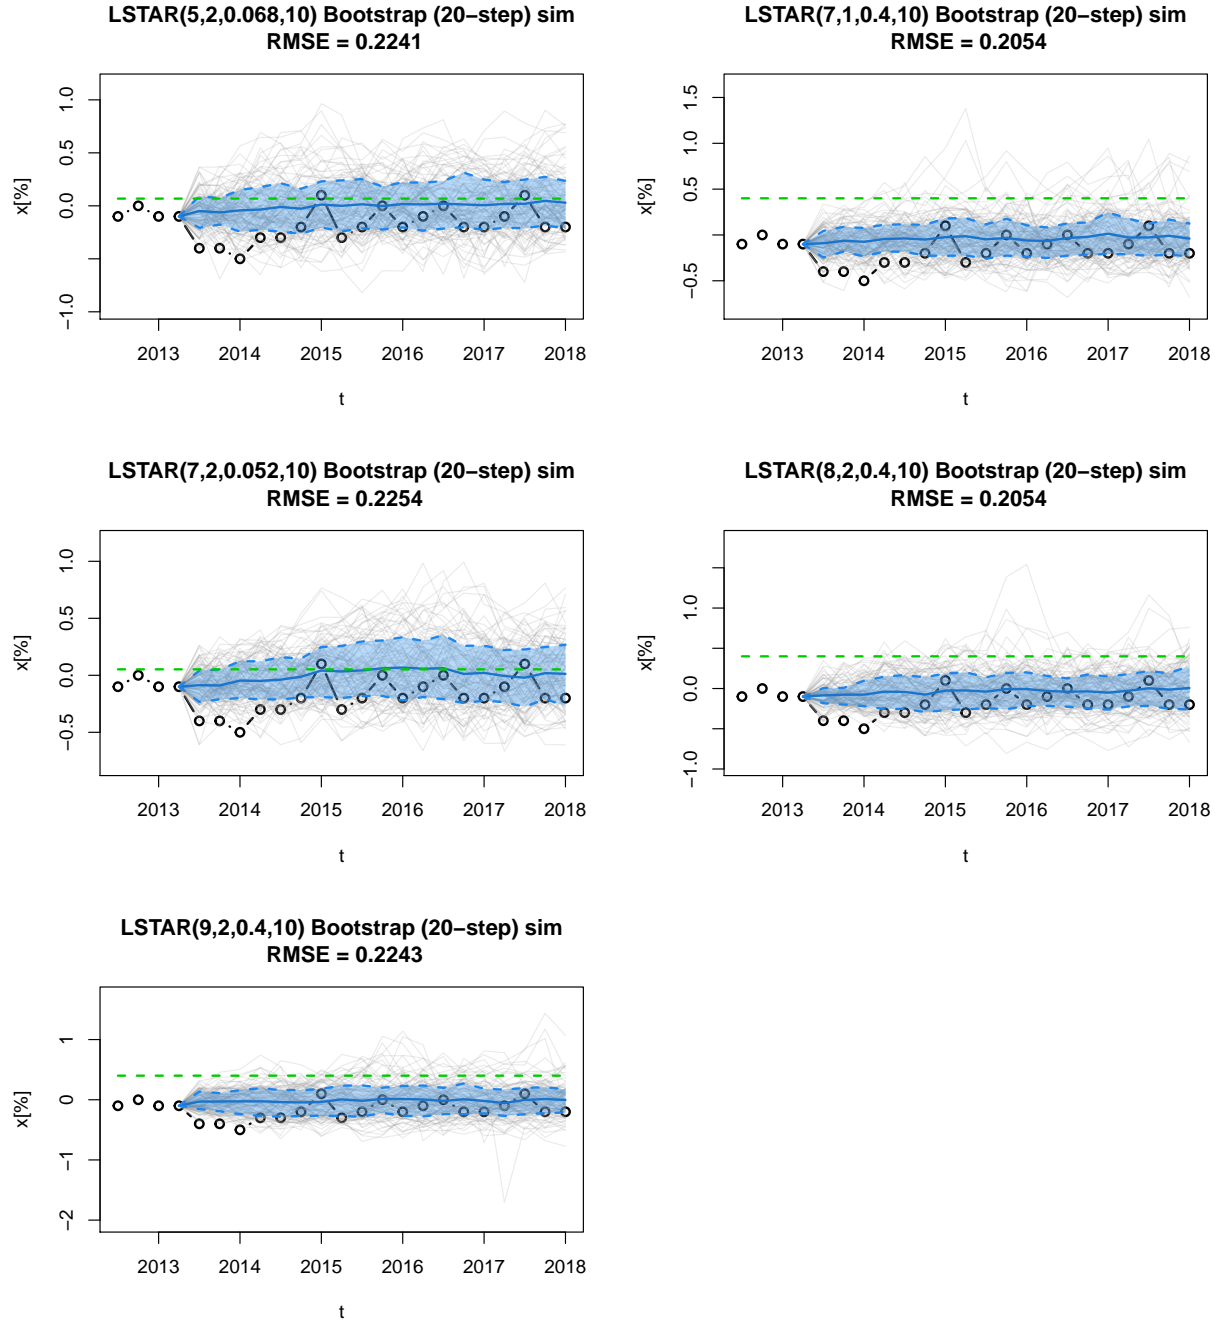 LSTAR(5,2,0.068,10) Bootstrap (20−step) sim
RMSE = 0.2241
x[%]
1.0
0.5
0.0
−1.0
2013 2014 2015 2016 2017 2018
t
LSTAR(7,1,0.4,10) Bootstrap (20−step) sim
RMSE = 0.2054
x[%]
1.5
1.0
0.5
−0.5
2013 2014 2015 2016 2017 2018
t
LSTAR(7,2,0.052,10) Bootstrap (20−step) sim
RMSE = 0.2254
x[%]
1.0
0.5
0.0
−0.5
2013 2014 2015 2016 2017 2018
t
LSTAR(8,2,0.4,10) Bootstrap (20−step) sim
RMSE = 0.2054
x[%]
1.0
0.0
−1.0
2013 2014 2015 2016 2017 2018
t
LSTAR(9,2,0.4,10) Bootstrap (20−step) sim
RMSE = 0.2243
x[%]
1
0
−1
−2
2013 2014 2015 2016 2017 2018
t